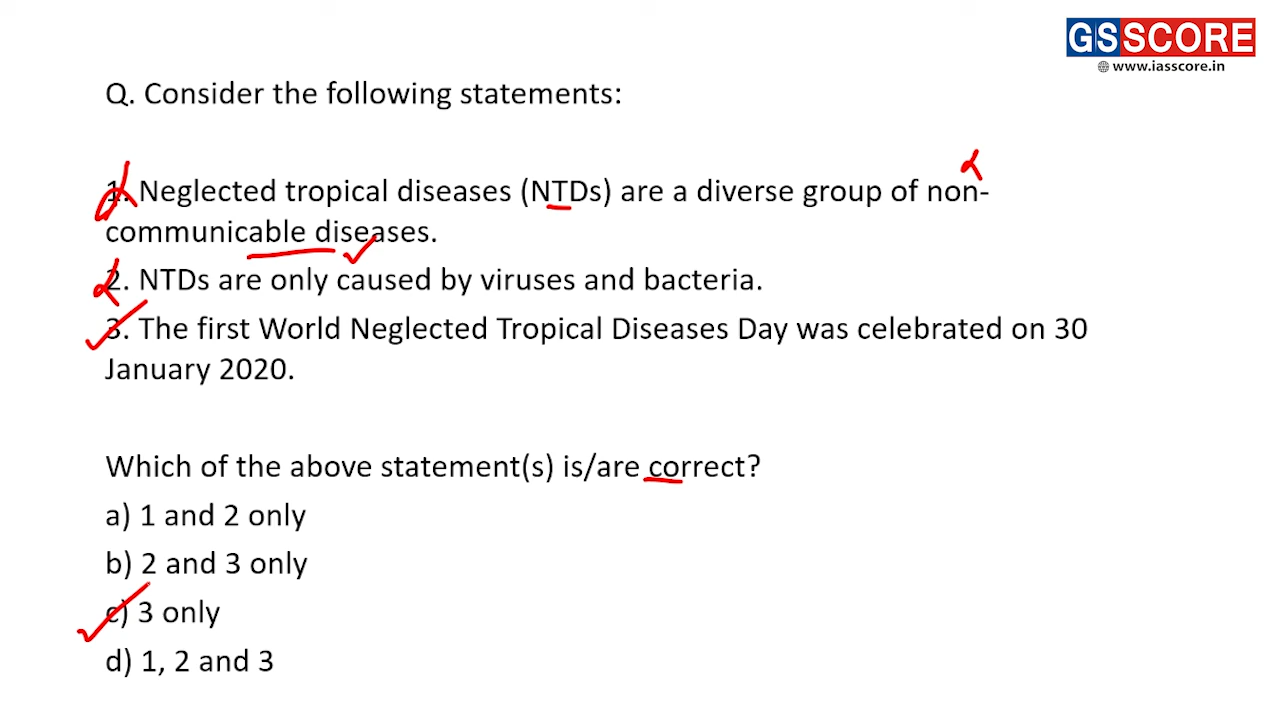 GSSCORE
www.iasscore.in
Q. Consider the following statements:
1. Neglected tropical diseases (NTDs) are a diverse group of non-
communicable diseases.
2. NTDs are only caused by viruses and bacteria.
3. The first World Neglected Tropical Diseases Day was celebrated on 30
January 2020.
Which of the above statement(s) is/are correct?
a) 1 and 2 only
b) 2 and 3 only
c) 3 only
d) 1, 2 and 3